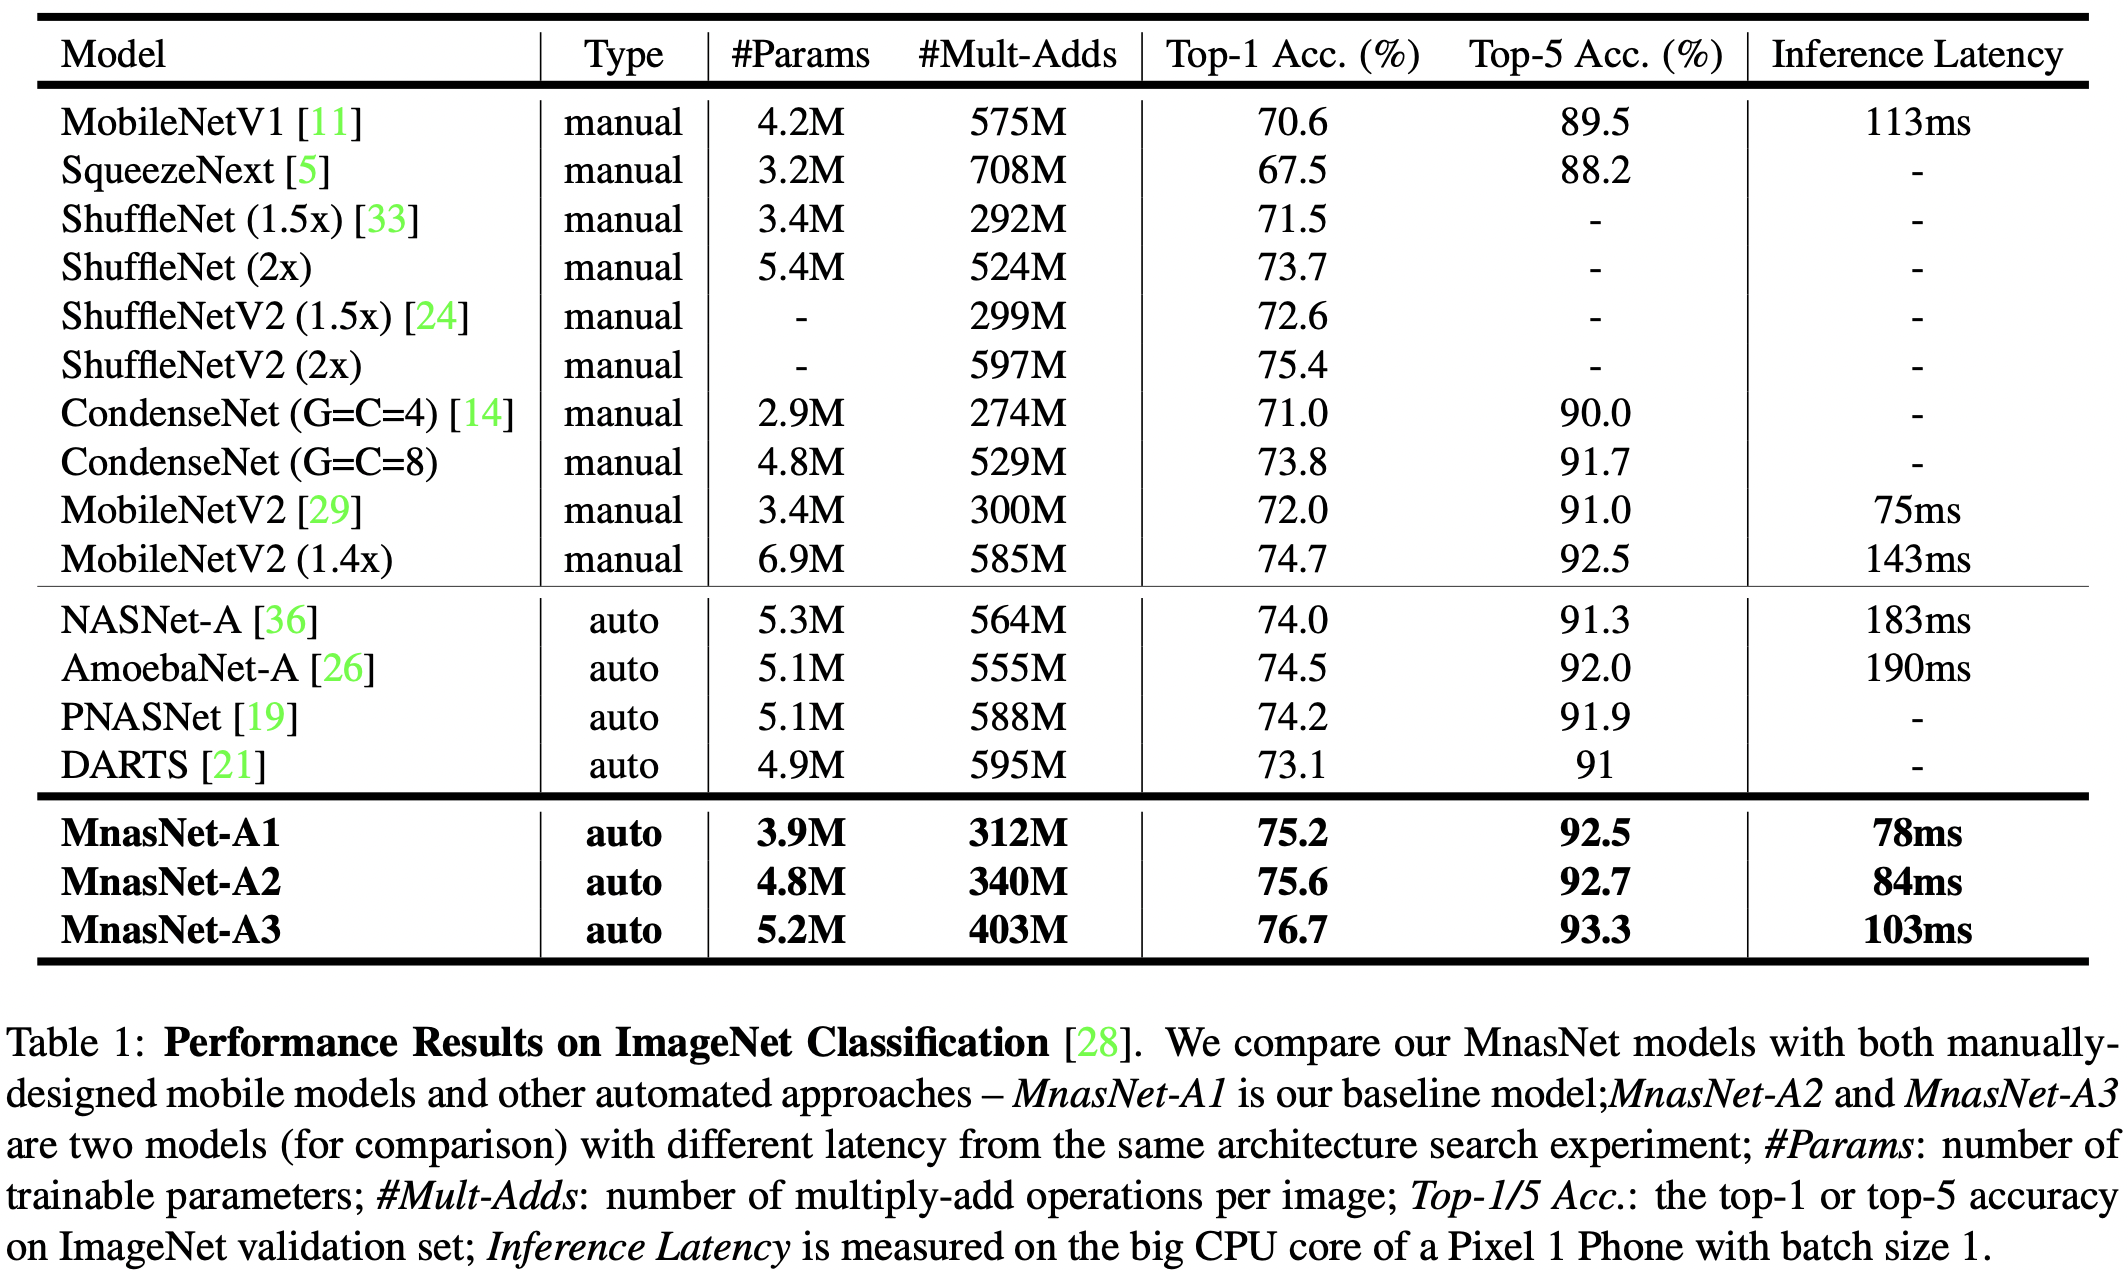 Model Type #Params #Mult-Adds Top-1 Acc. (%) Top-5 Acc. (%) Inference Latency
MobileNetV1 [11] manual 4.2M 575M 70.6 89.5 113ms
SqueezeNext [5] manual 3.2M 708M 67.5 88.2 -
ShuffleNet (1.5x) [33] manual 3.4M 292M 71.5 - -
ShuffleNet (2x) manual 5.4M 524M 73.7 - -
ShuffleNetV2 (1.5x) [24] manual - 299M 72.6 - -
ShuffleNetV2 (2x) manual - 597M 75.4 - -
CondenseNet (G=C=4) [14] manual 2.9M 274M 71.0 90.0 -
CondenseNet (G=C=8) manual 4.8M 529M 73.8 91.7 -
MobileNetV2 [29] manual 3.4M 300M 72.0 91.0 75ms
MobileNetV2 (1.4x) manual 6.9M 585M 74.7 92.5 143ms
NASNet-A [36] auto 5.3M 564M 74.0 91.3 183ms
AmoebaNet-A [26] auto 5.1M 555M 74.5 92.0 190ms
PNASNet [19] auto 5.1M 588M 74.2 91.9 -
DARTS [21] auto 4.9M 595M 73.1 91 -
MnasNet-A1 auto 3.9M 312M 75.2 92.5 78ms
MnasNet-A2 auto 4.8M 340M 75.6 92.7 84ms
MnasNet-A3 auto 5.2M 403M 76.7 93.3 103ms
Table 1: Performance Results on ImageNet Classification [28]. We compare our MnasNet models with both manually-
designed mobile models and other automated approaches – MnasNet-A1 is our baseline model;MnasNet-A2 and MnasNet-A3
are two models (for comparison) with different latency from the same architecture search experiment; #Params: number of
trainable parameters; #Mult-Adds: number of multiply-add operations per image; Top-1/5 Acc.: the top-1 or top-5 accuracy
on ImageNet validation set; Inference Latency is measured on the big CPU core of a Pixel 1 Phone with batch size 1.